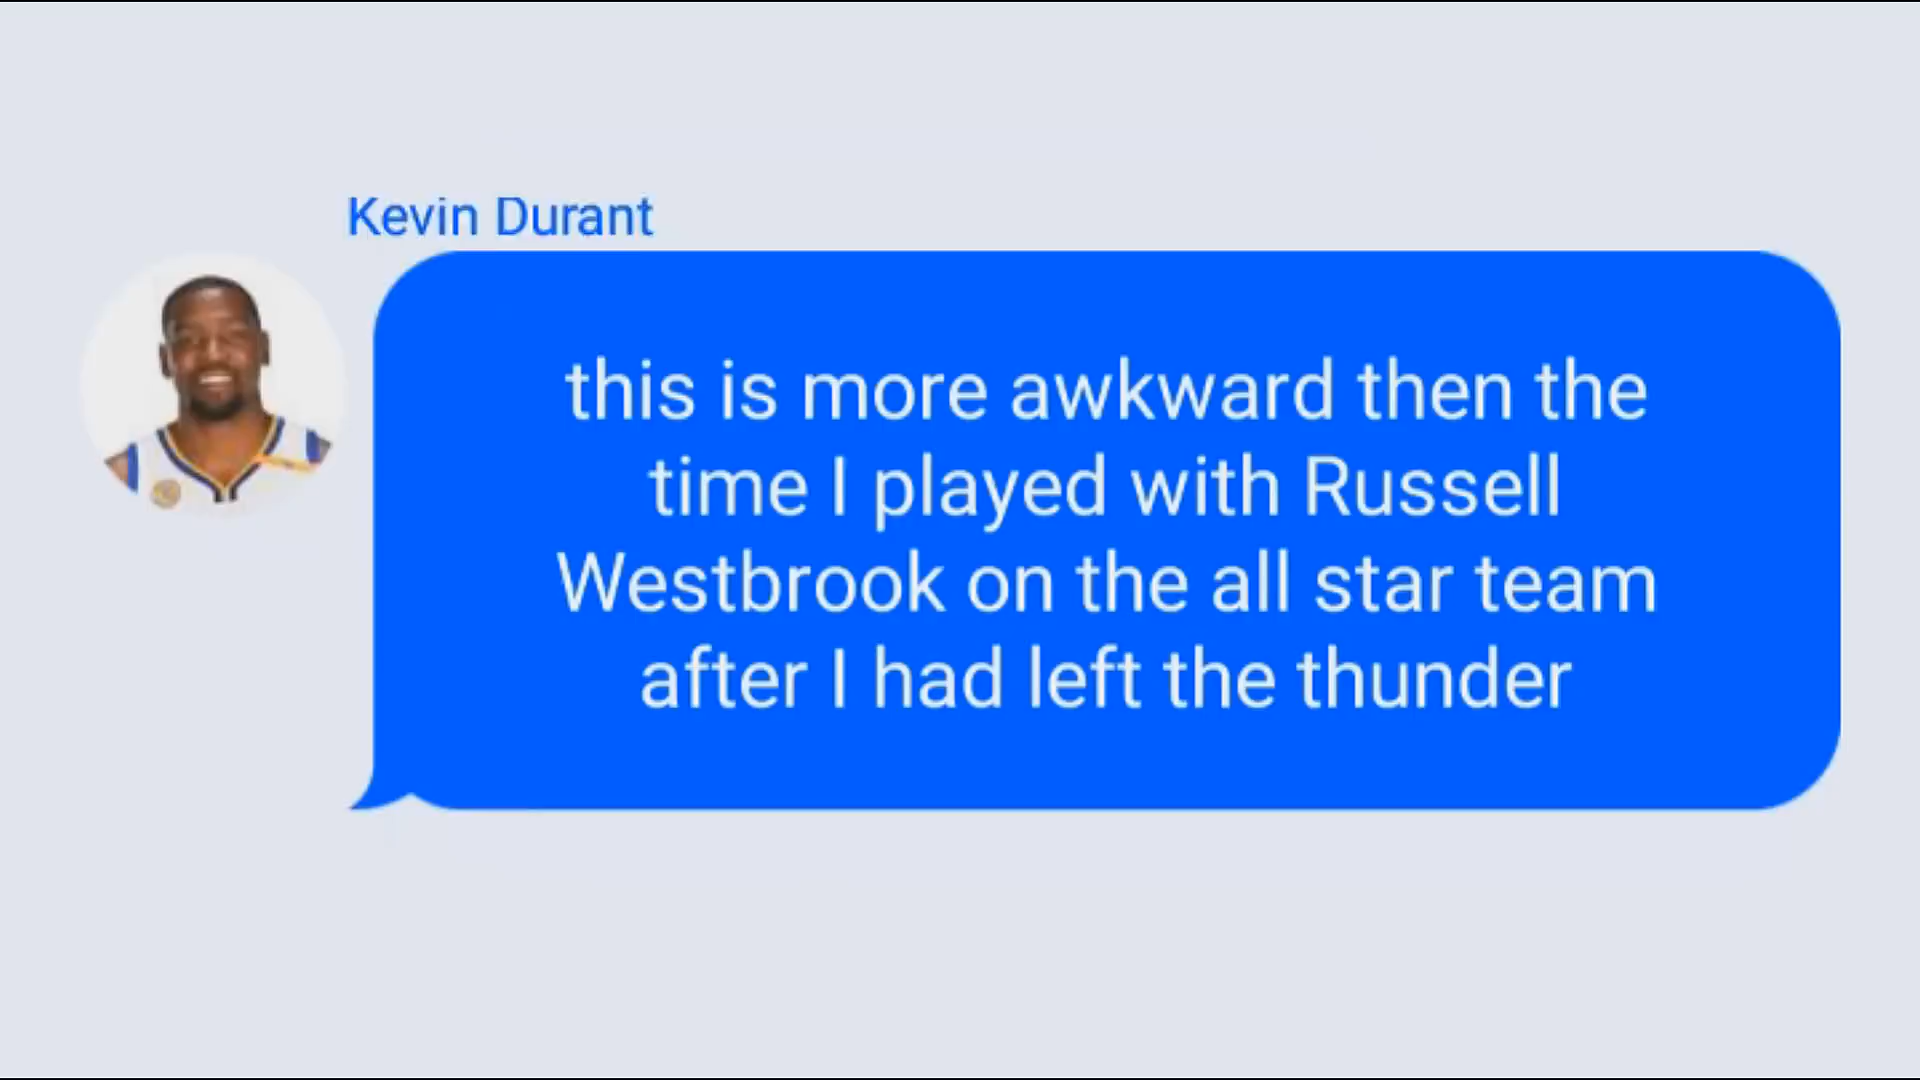 Kevin Durant
this is more awkward then the
time I played with Russell
Westbrook on the all star team
after I had left the thunder